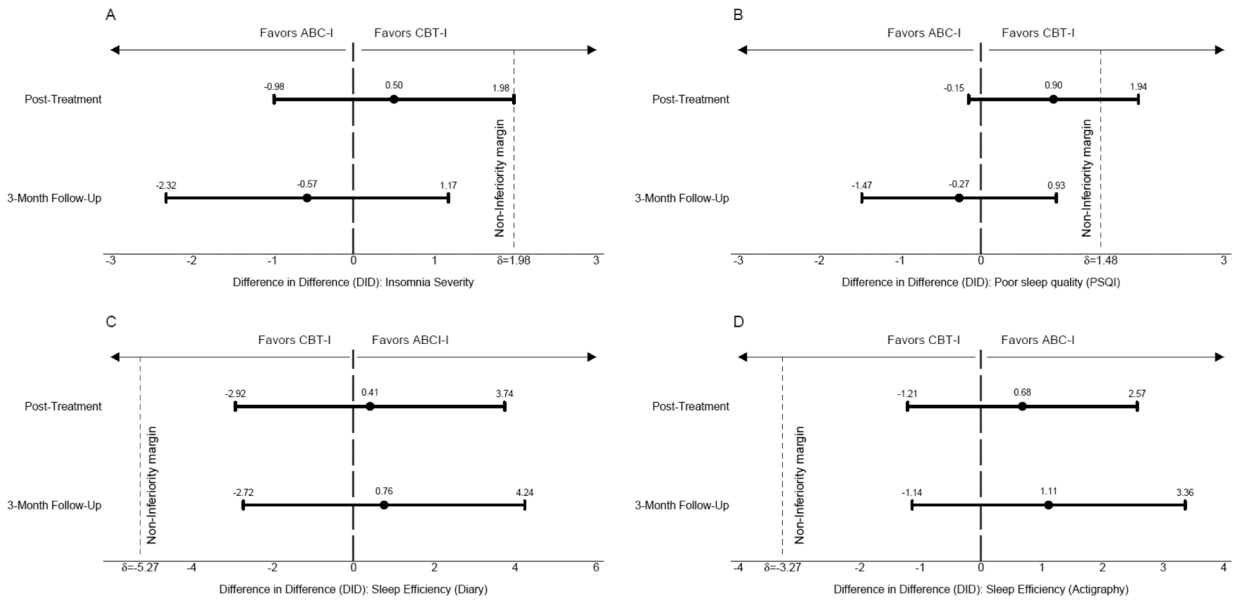 A
Favors ABC-I Favors CBT-I
Post-Treatment
-0.98 0.50 1.98
3-Month Follow-Up
-2.32 -0.57 1.17
Non-Inferiority margin
-3 -2 -1 0 1 δ=1.98 3
Difference in Difference (DID): Insomnia Severity
B
Favors ABC-I Favors CBT-I
Post-Treatment
-0.15 0.90 1.94
3-Month Follow-Up
-1.47 -0.27 0.93
Non-Inferiority margin
-3 -2 -1 0 δ=1.48 3
Difference in Difference (DID): Poor sleep quality (PSQI)
C
Favors CBT-I Favors ABCI-I
Post-Treatment
-2.92 0.41 3.74
3-Month Follow-Up
-2.72 0.76 4.24
Non-Inferiority margin
δ=-5.27 -4 -2 0 2 4 6
Difference in Difference (DID): Sleep Efficiency (Diary)
D
Favors CBT-I Favors ABC-I
Post-Treatment
-1.21 0.68 2.57
3-Month Follow-Up
-1.14 1.11 3.36
Non-Inferiority margin
-4 δ=-3.27 -2 -1 0 1 2 3 4
Difference in Difference (DID): Sleep Efficiency (Actigraphy)